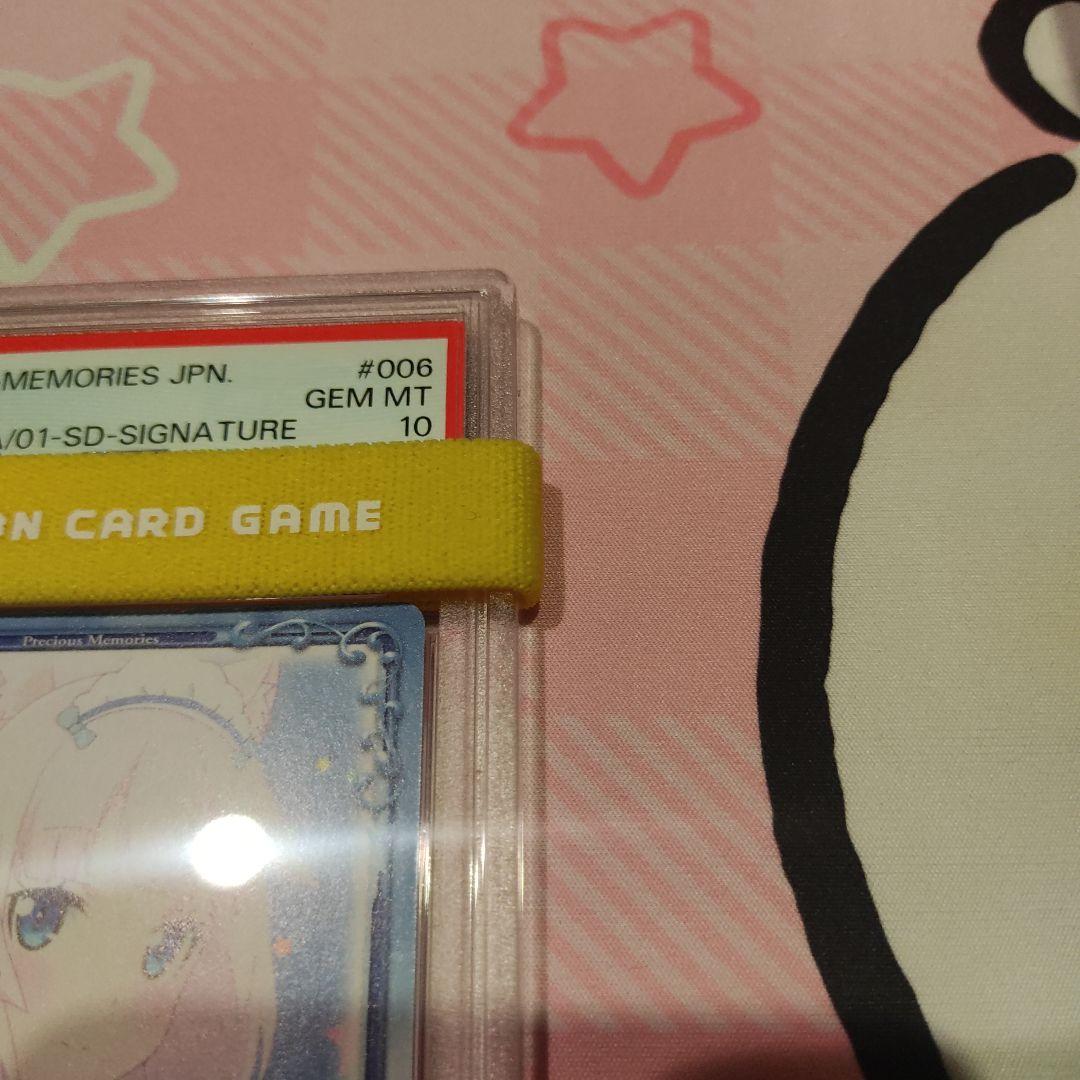 -MEMORIES JPN. #006
GEM MT
/01-SD-SIGNATURE 10
N CARD GAME
Precious Memories